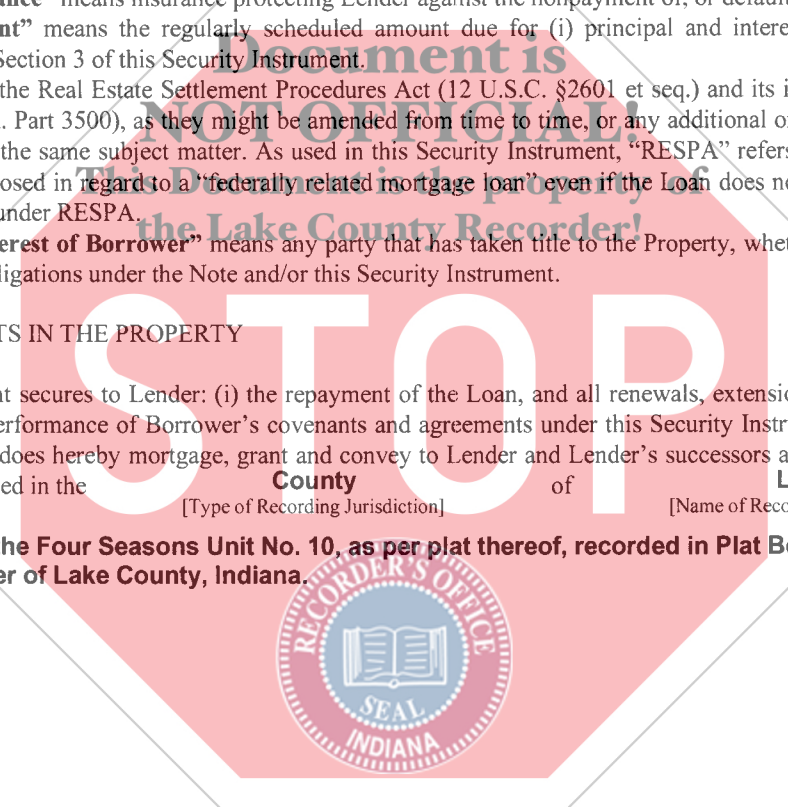 ance” means insurance protecting Lender against the nonpayment of, or default
nt” means the regularly scheduled amount due for (i) principal and intere
Section 3 of this Security Instrument.
the Real Estate Settlement Procedures Act (12 U.S.C. §2601 et seq.) and its i
. Part 3500), as they might be amended from time to time, or any additional o
the same subject matter. As used in this Security Instrument, “RESPA” refers
osed in regard to a “federally related mortgage loan” even if the Loan does no
under RESPA.
erest of Borrower” means any party that has taken title to the Property, whet
ligations under the Note and/or this Security Instrument.
Document is
NOT OFFICIAL!
This Document is the property of
the Lake County Recorder!
TS IN THE PROPERTY
STOP
nt secures to Lender: (i) the repayment of the Loan, and all renewals, extensio
erformance of Borrower’s covenants and agreements under this Security Instr
does hereby mortgage, grant and convey to Lender and Lender’s successors a
ed in the County of L
[Type of Recording Jurisdiction] [Name of Reco
he Four Seasons Unit No. 10, as per plat thereof, recorded in Plat Bo
er of Lake County, Indiana.
RECORDER'S OFFICE
SEAL
INDIANA